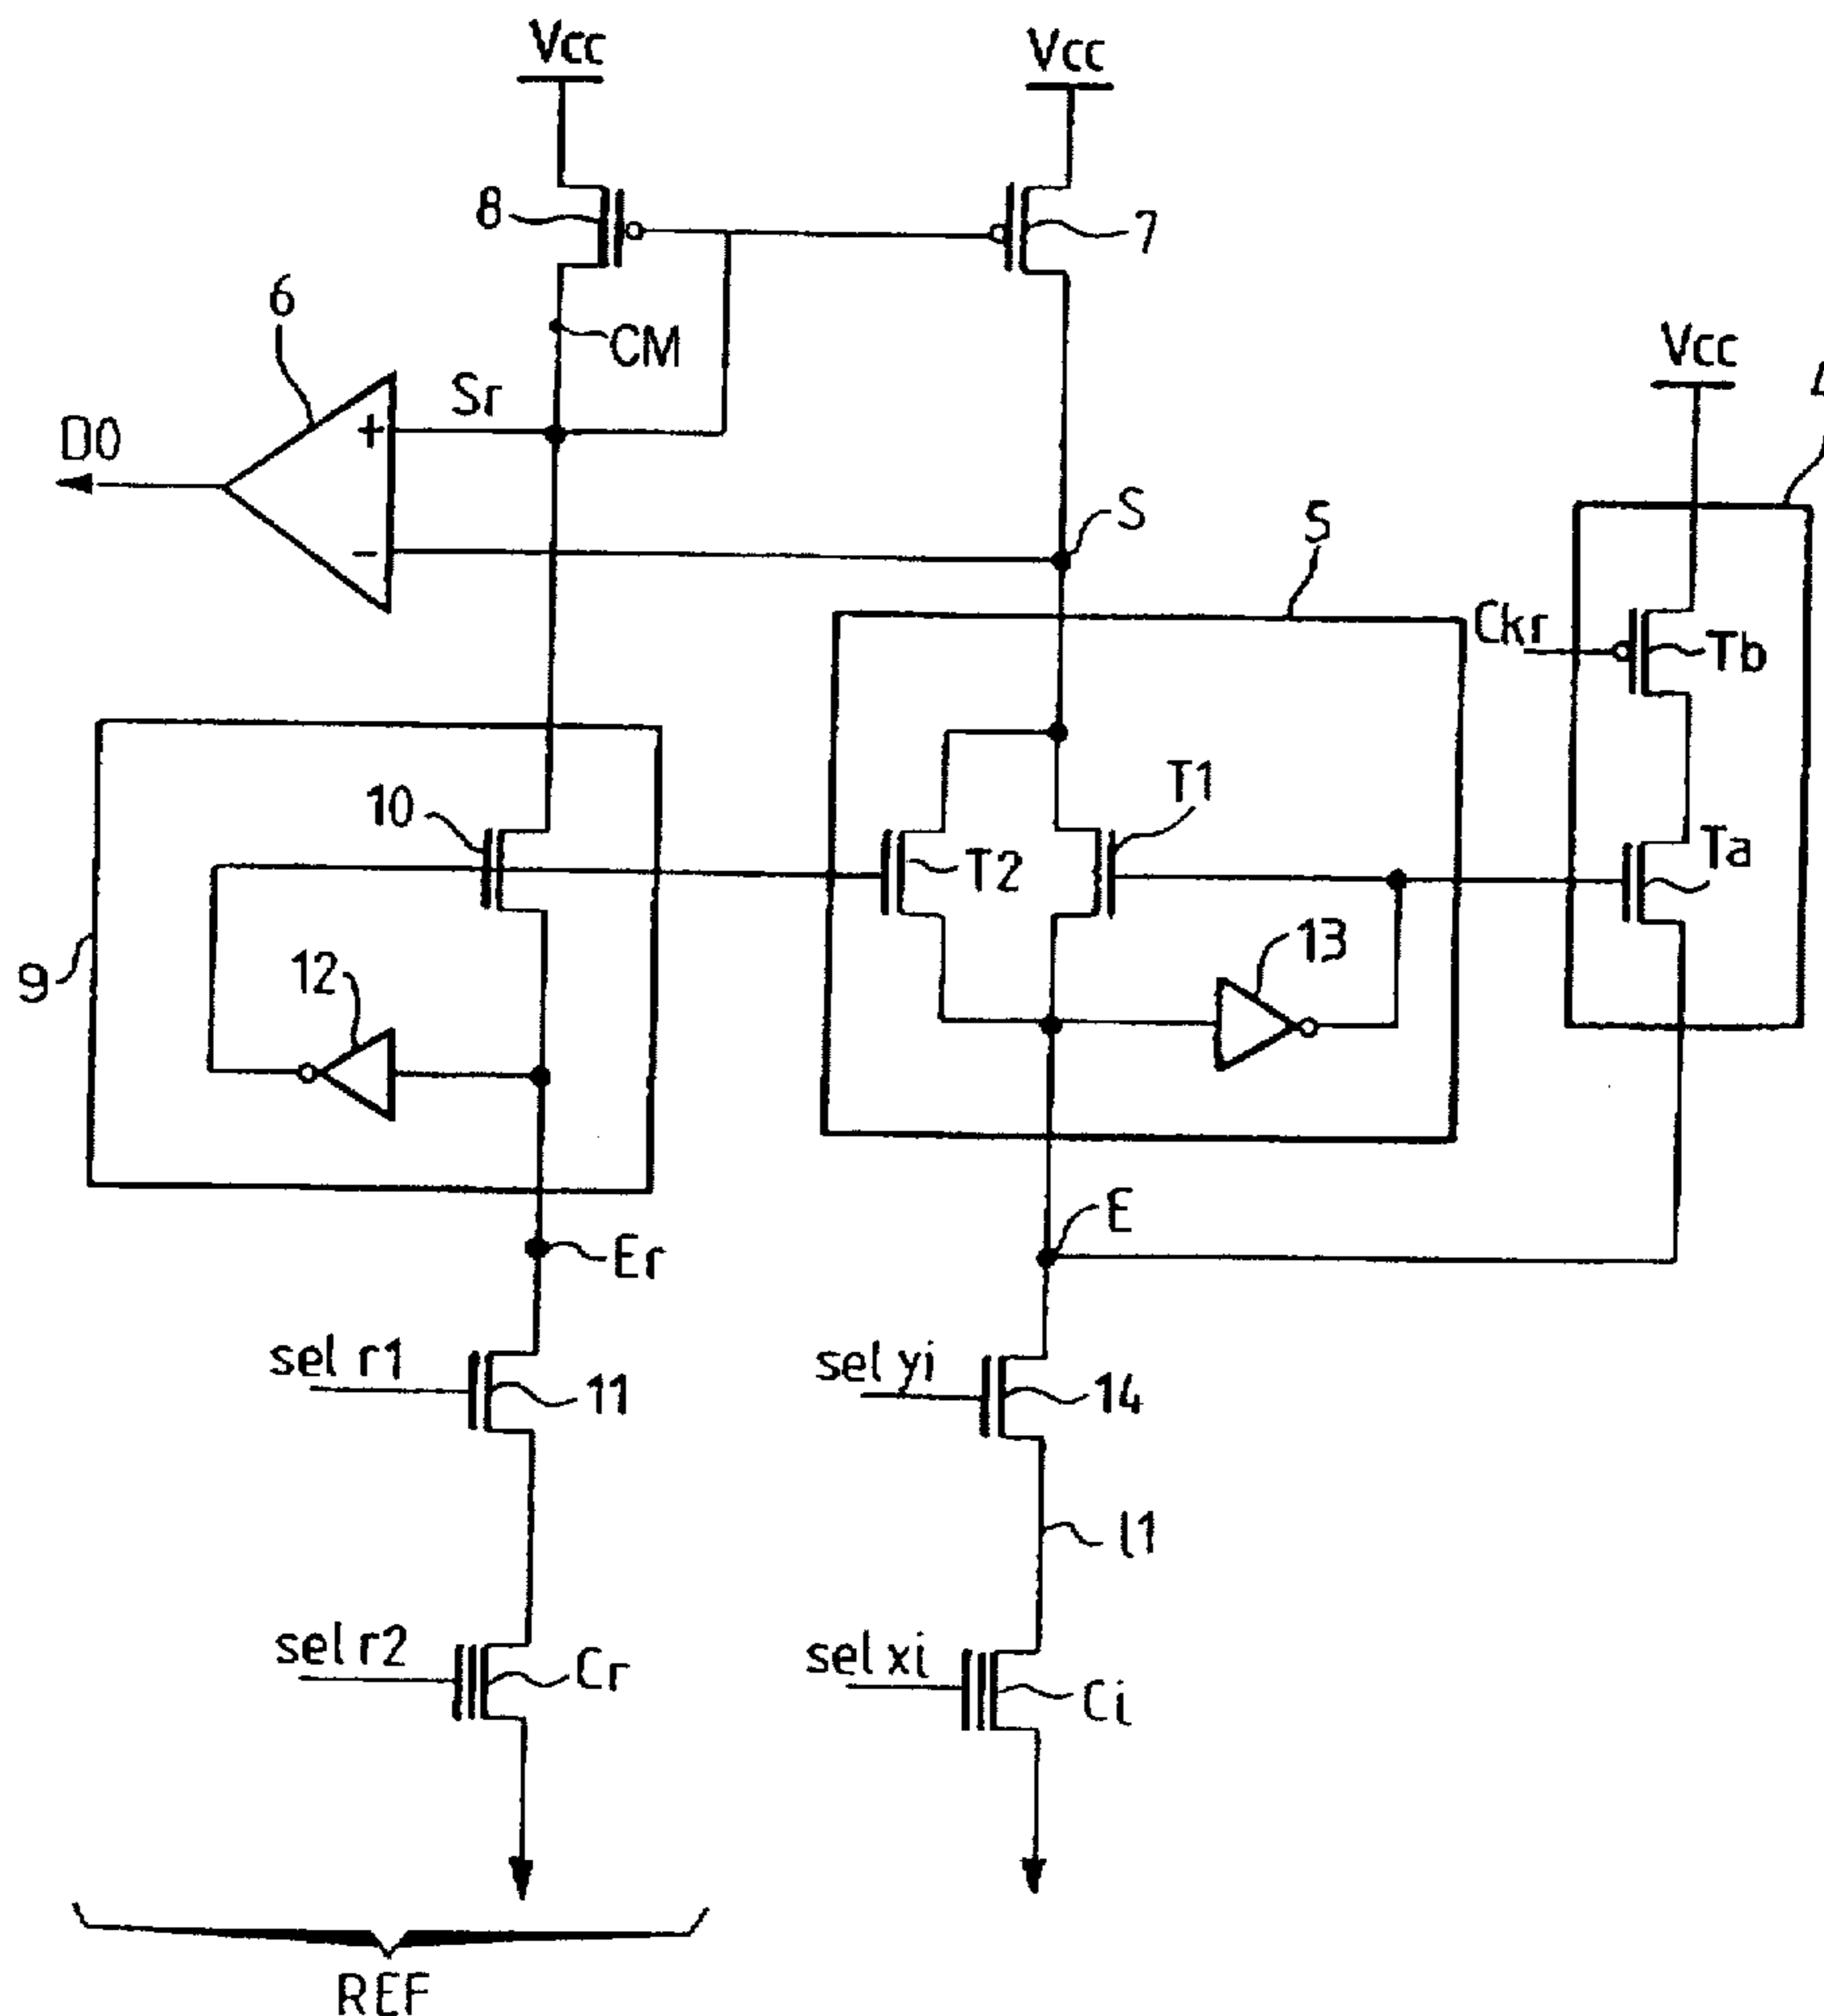 Vcc
Vcc
8
7
6
CM
Vcc
Sr
D0
S
5
Ckr
Tb
T1
10
T2
Ta
13
12
9
E
Er
sel r1
sel yi
11
14
l1
sel r2
sel xi
Cr
Ci
REF